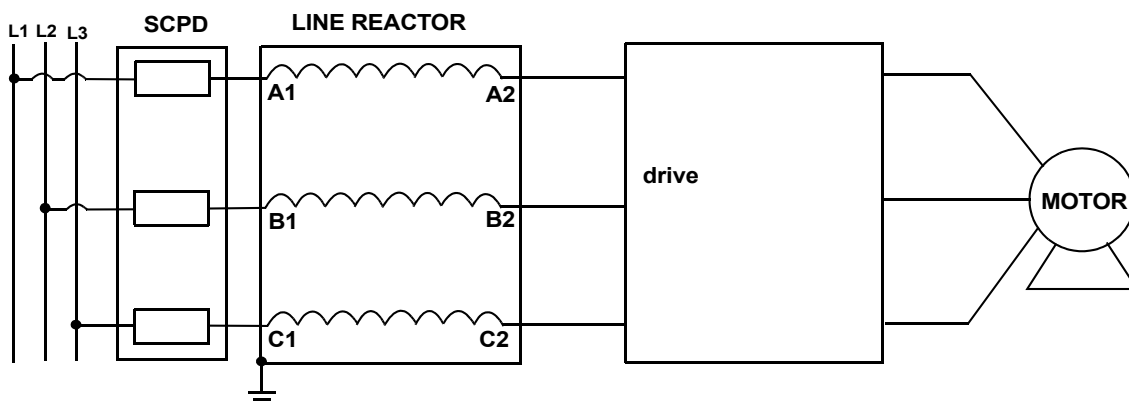 L1 L2 L3
SCPD
LINE REACTOR
A1
A2
drive
MOTOR
B1
B2
C1
C2